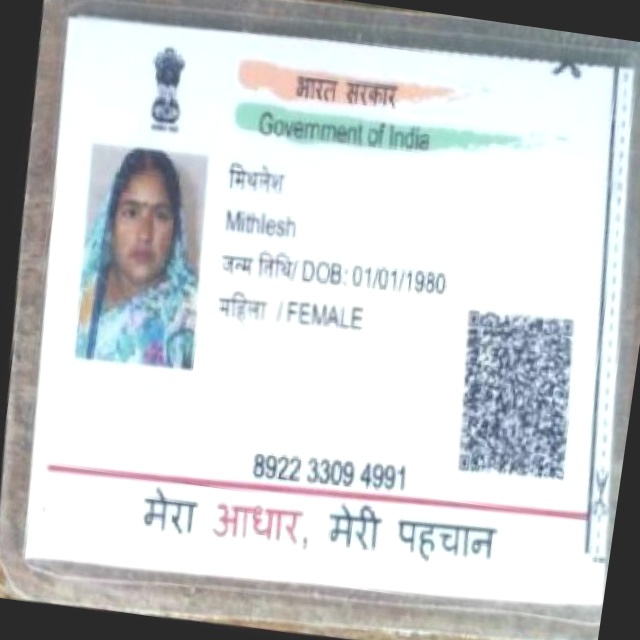 भारत सरकार
Government of India
मिथलेश
Mithlesh
जन्म तिथि/ DOB: 01/01/1980
महिला / FEMALE
8922 3309 4991
मेरा आधार, मेरी पहचान